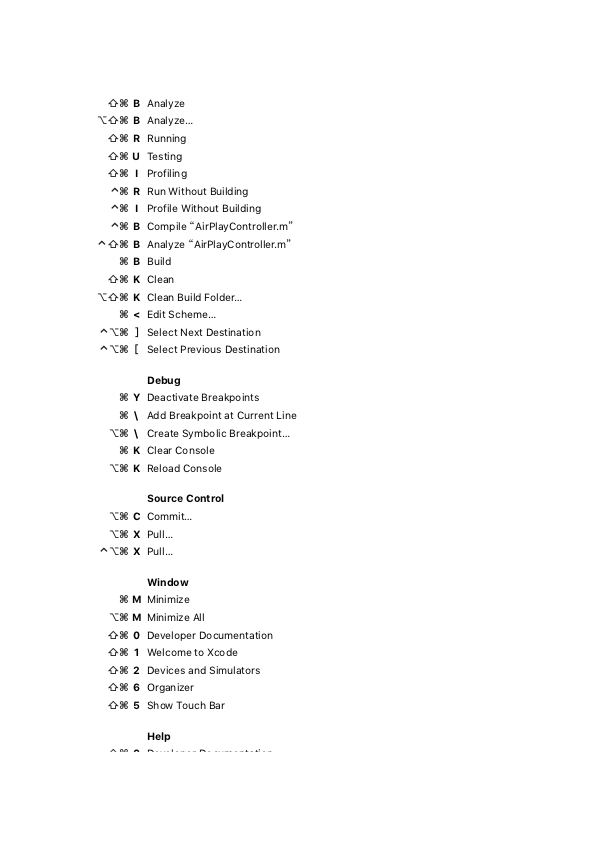 ⇧⌘ B Analyze
⌥⇧⌘ B Analyze…
⇧⌘ R Running
⇧⌘ U Testing
⇧⌘ I Profiling
^⌘ R Run Without Building
^⌘ I Profile Without Building
^⌘ B Compile “AirPlayController.m”
^⇧⌘ B Analyze “AirPlayController.m”
⌘ B Build
⇧⌘ K Clean
⌥⇧⌘ K Clean Build Folder…
⌘ < Edit Scheme…
^⌥⌘ ] Select Next Destination
^⌥⌘ [ Select Previous Destination
Debug
⌘ Y Deactivate Breakpoints
⌘ \ Add Breakpoint at Current Line
⌥⌘ \ Create Symbolic Breakpoint…
⌘ K Clear Console
⌥⌘ K Reload Console
Source Control
⌥⌘ C Commit…
⌥⌘ X Pull…
^⌥⌘ X Pull…
Window
⌘ M Minimize
⌥⌘ M Minimize All
⇧⌘ 0 Developer Documentation
⇧⌘ 1 Welcome to Xcode
⇧⌘ 2 Devices and Simulators
⇧⌘ 6 Organizer
⇧⌘ 5 Show Touch Bar
Help